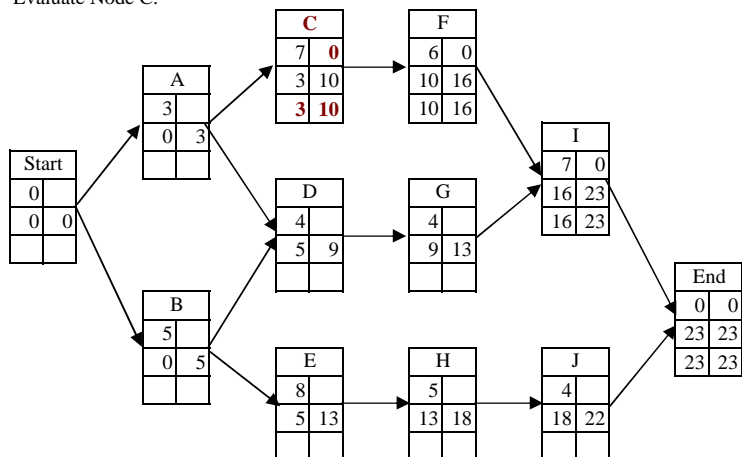 Evaluate Node C.
C
7 0
3 10
3 10
F
6 0
10 16
10 16
A
3
0 3
I
7 0
16 23
16 23
Start
0
0 0
D
4
5 9
G
4
9 13
End
0 0
23 23
23 23
B
5
0 5
E
8
5 13
H
5
13 18
J
4
18 22